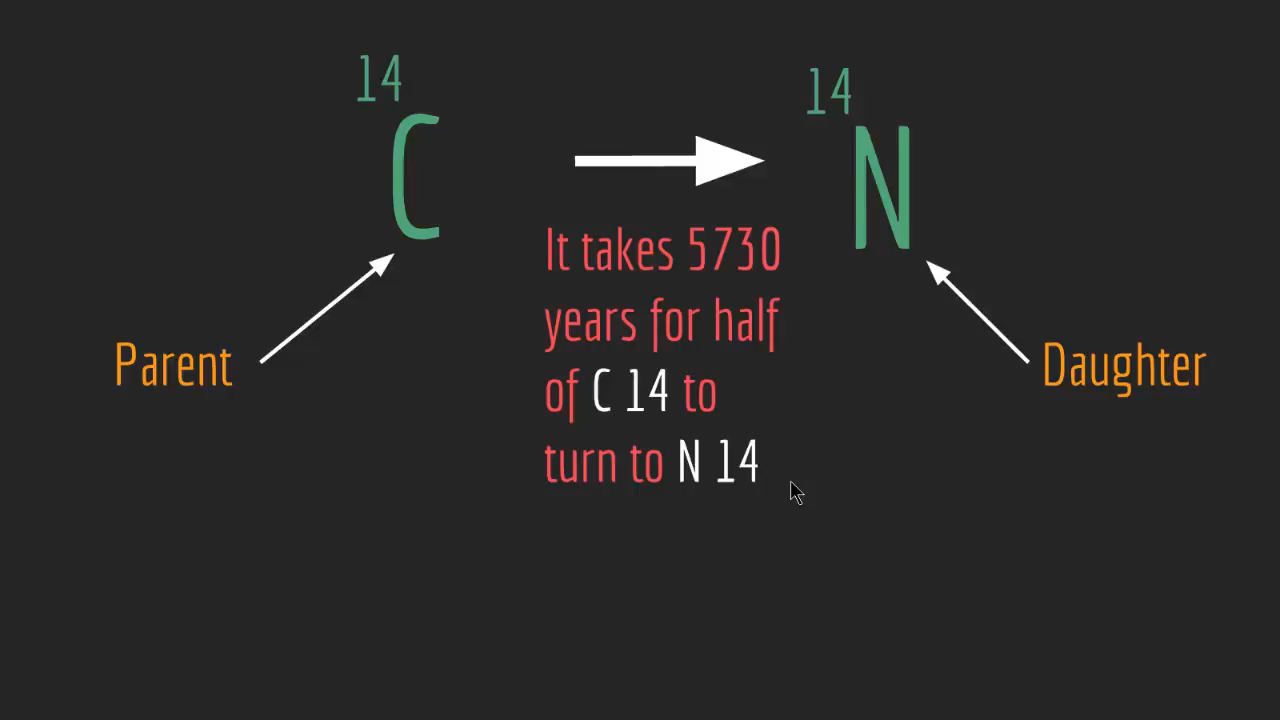 14
C
14
N
It takes 5730
years for half
of C 14 to
turn to N 14
Parent
Daughter